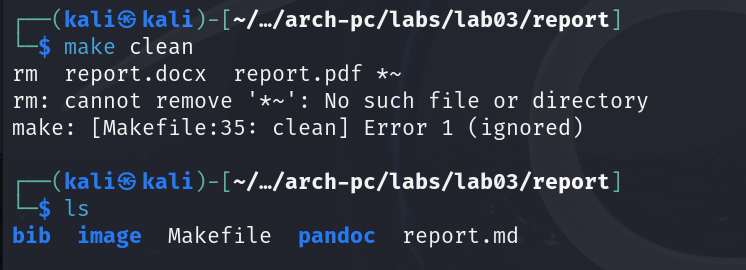 ┌──(kali㉿kali)-[~/…/arch-pc/labs/lab03/report]
└─$ make clean
rm  report.docx  report.pdf *~
rm: cannot remove '*~': No such file or directory
make: [Makefile:35: clean] Error 1 (ignored)
┌──(kali㉿kali)-[~/…/arch-pc/labs/lab03/report]
└─$ ls
bib  image  Makefile  pandoc  report.md